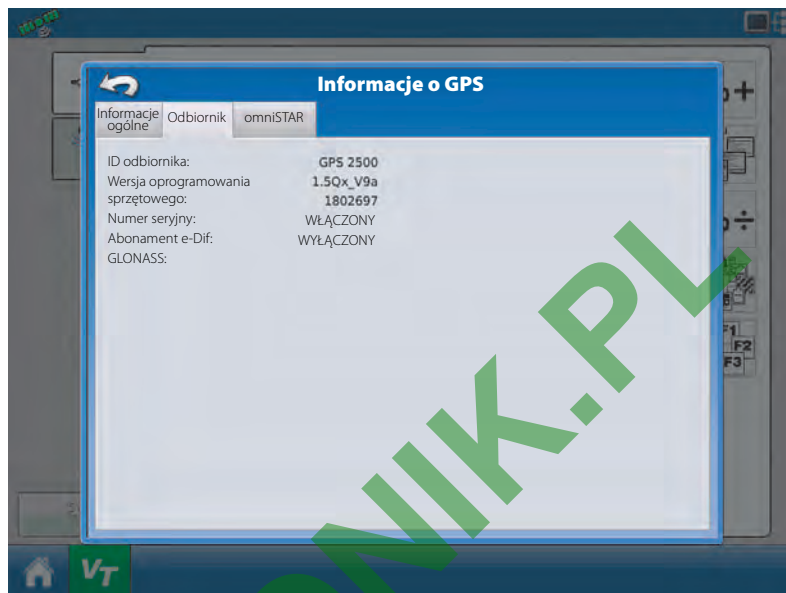 Informacje o GPS
Informacje
ogólne
Odbiornik
omniSTAR
ID odbiornika: GPS 2500
Wersja oprogramowania 1.5Qx_V9a
sprzętowego: 1802697
Numer seryjny: WŁĄCZONY
Abonament e-Dif: WYŁĄCZONY
GLONASS:
F1
F2
F3
VT
ONIK.PL